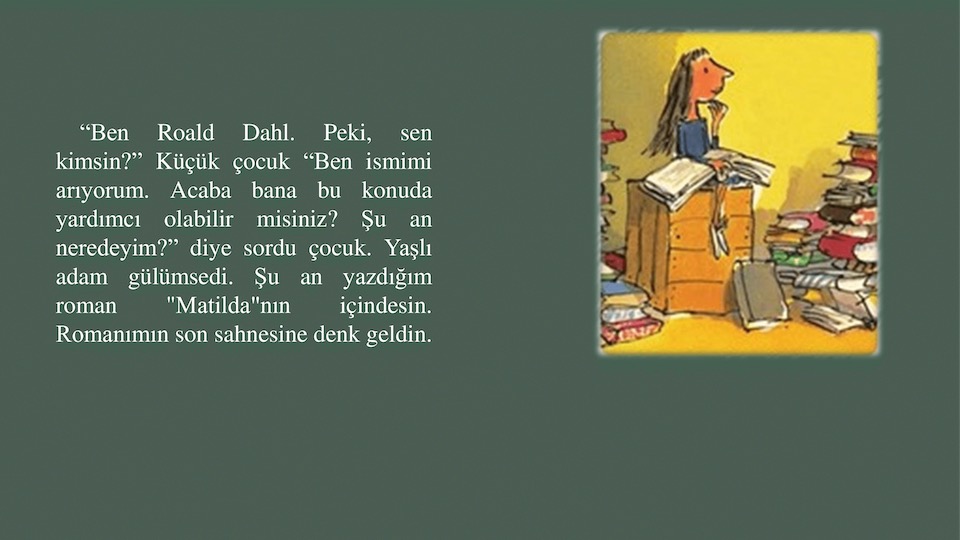 “Ben Roald Dahl. Peki, sen
kimsin?” Küçük çocuk “Ben ismimi
arıyorum. Acaba bana bu konuda
yardımcı olabilir misiniz? Şu an
neredeyim?” diye sordu çocuk. Yaşlı
adam gülümsedi. Şu an yazdığım
roman "Matilda"nın içindesin.
Romanımın son sahnesine denk geldin.